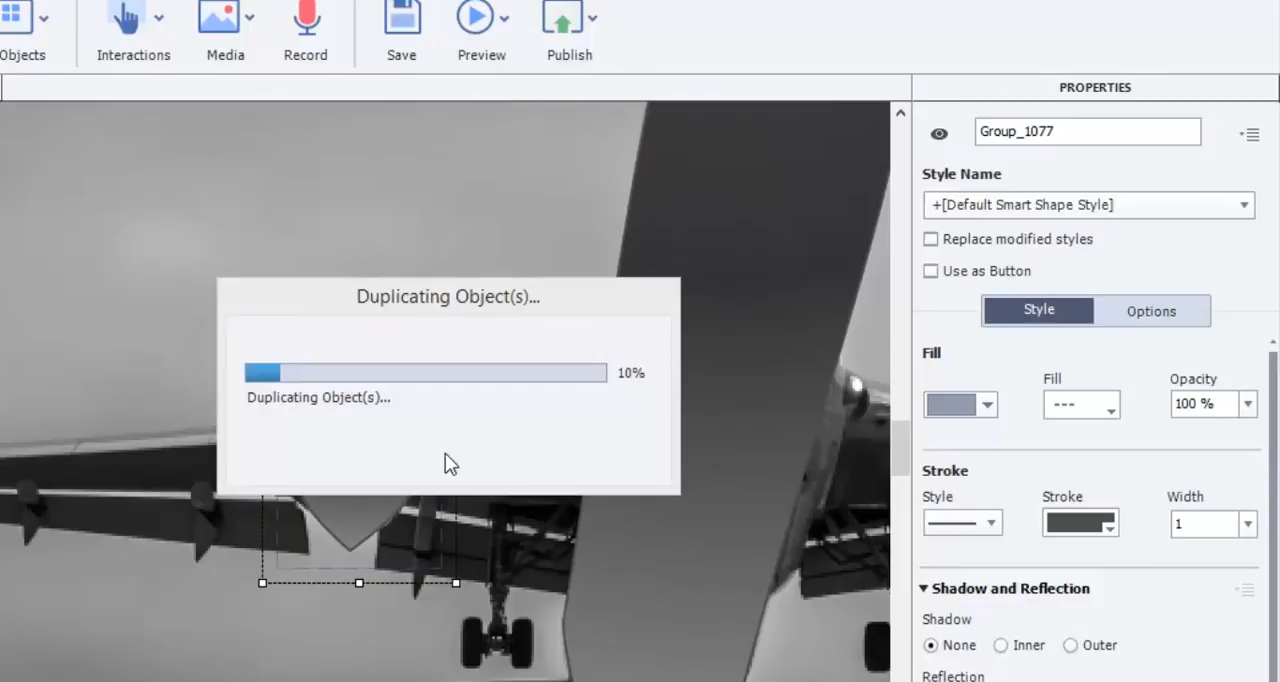 Objects
Interactions
Media
Record
Save
Preview
Publish
PROPERTIES
Group_1077
Style Name
+[Default Smart Shape Style]
Replace modified styles
Use as Button
Style
Options
Fill
Fill
Opacity
---
100 %
Stroke
Style
Stroke
Width
1
Shadow and Reflection
Shadow
None
Inner
Outer
Reflection
Duplicating Object(s)...
10%
Duplicating Object(s)...